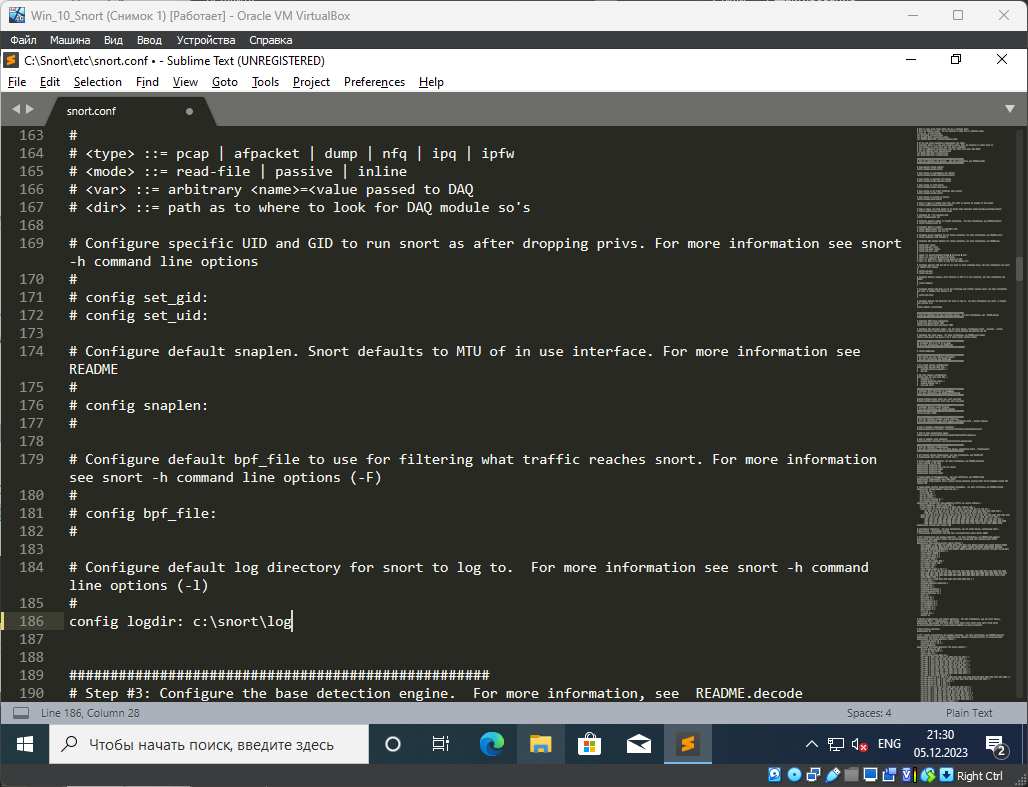 Win_10_Snort (Снимок 1) [Работает] - Oracle VM VirtualBox
Файл Машина Вид Ввод Устройства Справка
C:\Snort\etc\snort.conf • - Sublime Text (UNREGISTERED)
File Edit Selection Find View Goto Tools Project Preferences Help
snort.conf
163 #
164 # <type> ::= pcap | afpacket | dump | nfq | ipq | ipfw
165 # <mode> ::= read-file | passive | inline
166 # <var> ::= arbitrary <name>=<value passed to DAQ
167 # <dir> ::= path as to where to look for DAQ module so's
168
169 # Configure specific UID and GID to run snort as after dropping privs. For more information see snort
-h command line options
170 #
171 # config set_gid:
172 # config set_uid:
173
174 # Configure default snaplen. Snort defaults to MTU of in use interface. For more information see
README
175 #
176 # config snaplen:
177 #
178
179 # Configure default bpf_file to use for filtering what traffic reaches snort. For more information
see snort -h command line options (-F)
180 #
181 # config bpf_file:
182 #
183
184 # Configure default log directory for snort to log to.  For more information see snort -h command
line options (-l)
185 #
186 config logdir: c:\snort\log
187
188
189 ###################################################
190 # Step #3: Configure the base detection engine.  For more information, see  README.decode
Line 186, Column 28 Spaces: 4 Plain Text
Чтобы начать поиск, введите здесь
ENG
21:30
05.12.2023
2
Right Ctrl